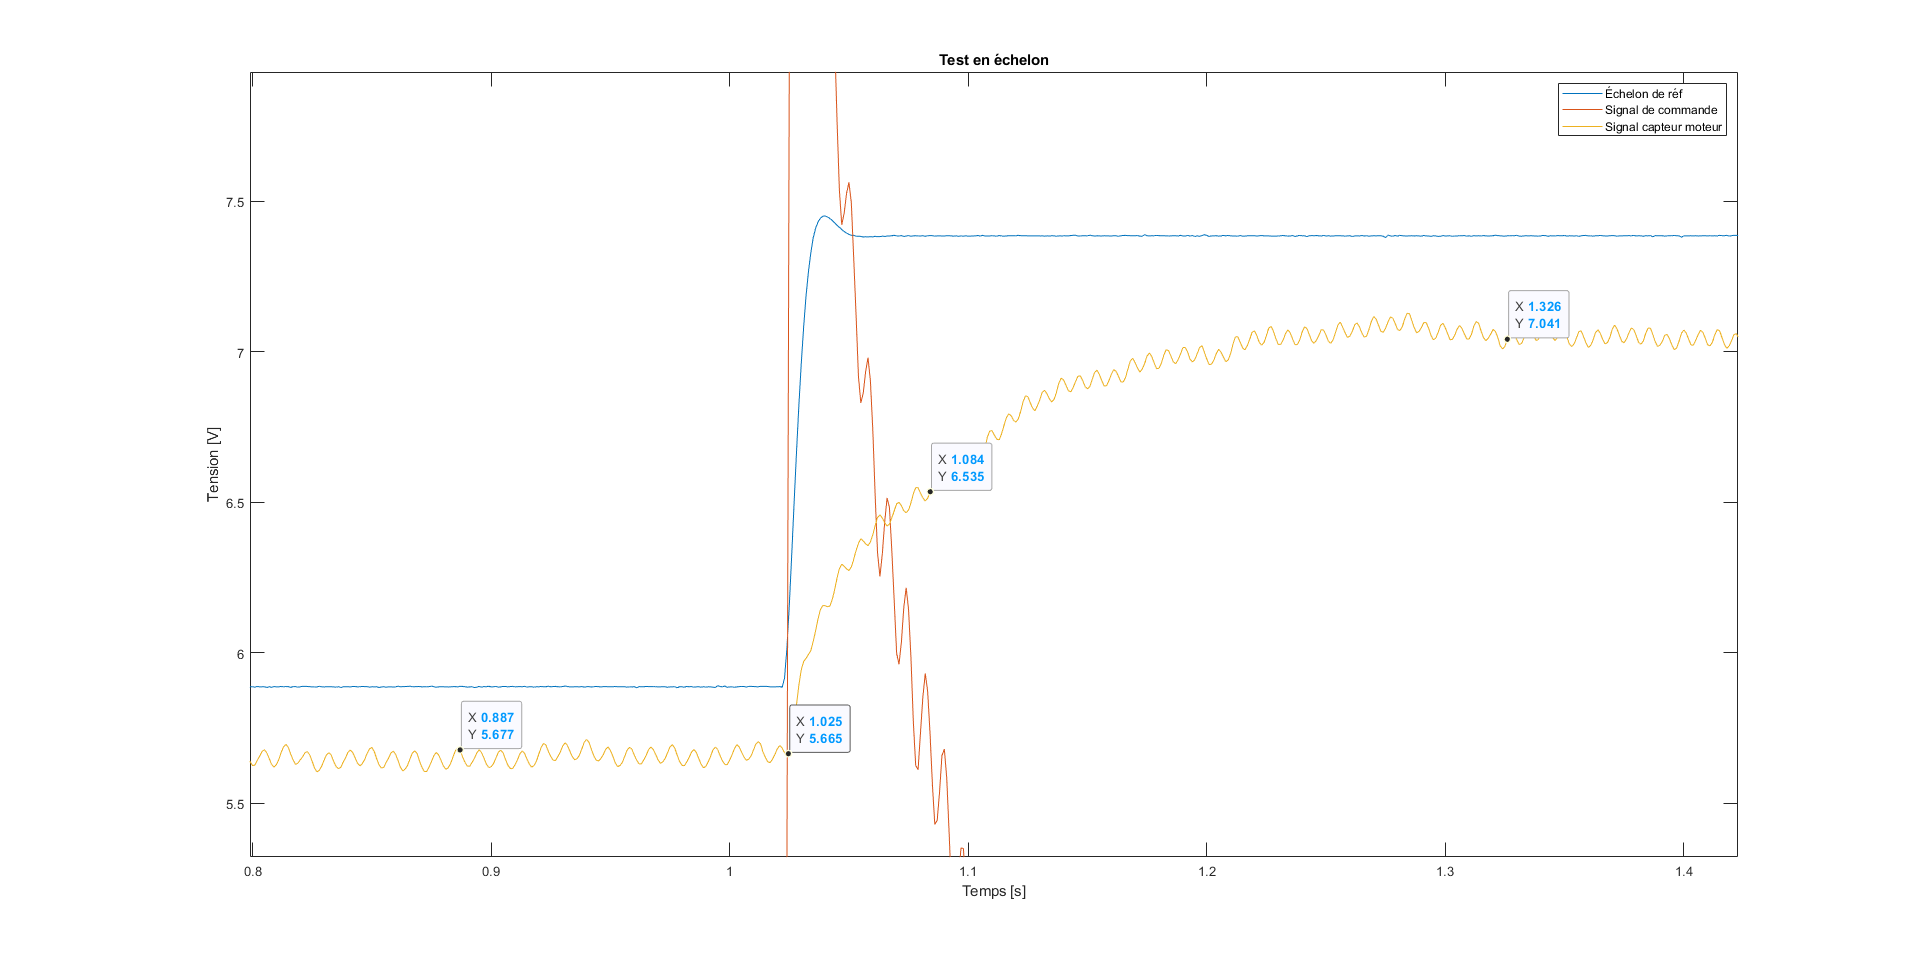 Test en échelon
Échelon de réf
Signal de commande
Signal capteur moteur
7.5
7
6.5
6
5.5
Tension [V]
X 1.326
Y 7.041
X 1.084
Y 6.535
X 0.887
Y 5.677
X 1.025
Y 5.665
0.8
0.9
1
1.1
1.2
1.3
1.4
Temps [s]